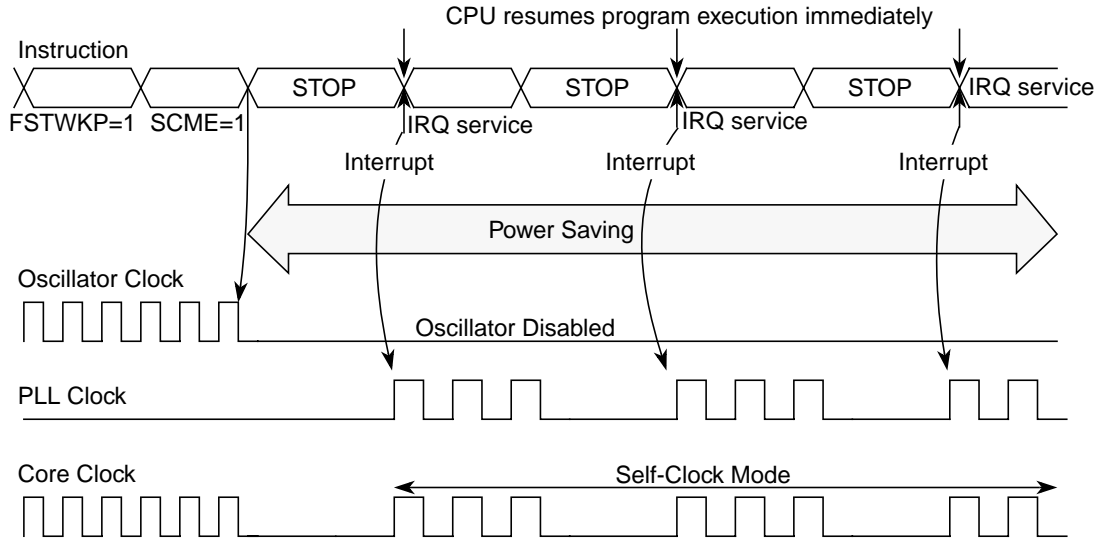 CPU resumes program execution immediately
Instruction
STOP
STOP
STOP
IRQ service
FSTWKP=1
SCME=1
IRQ service
IRQ service
Interrupt
Interrupt
Interrupt
Power Saving
Oscillator Clock
Oscillator Disabled
PLL Clock
Core Clock
Self-Clock Mode